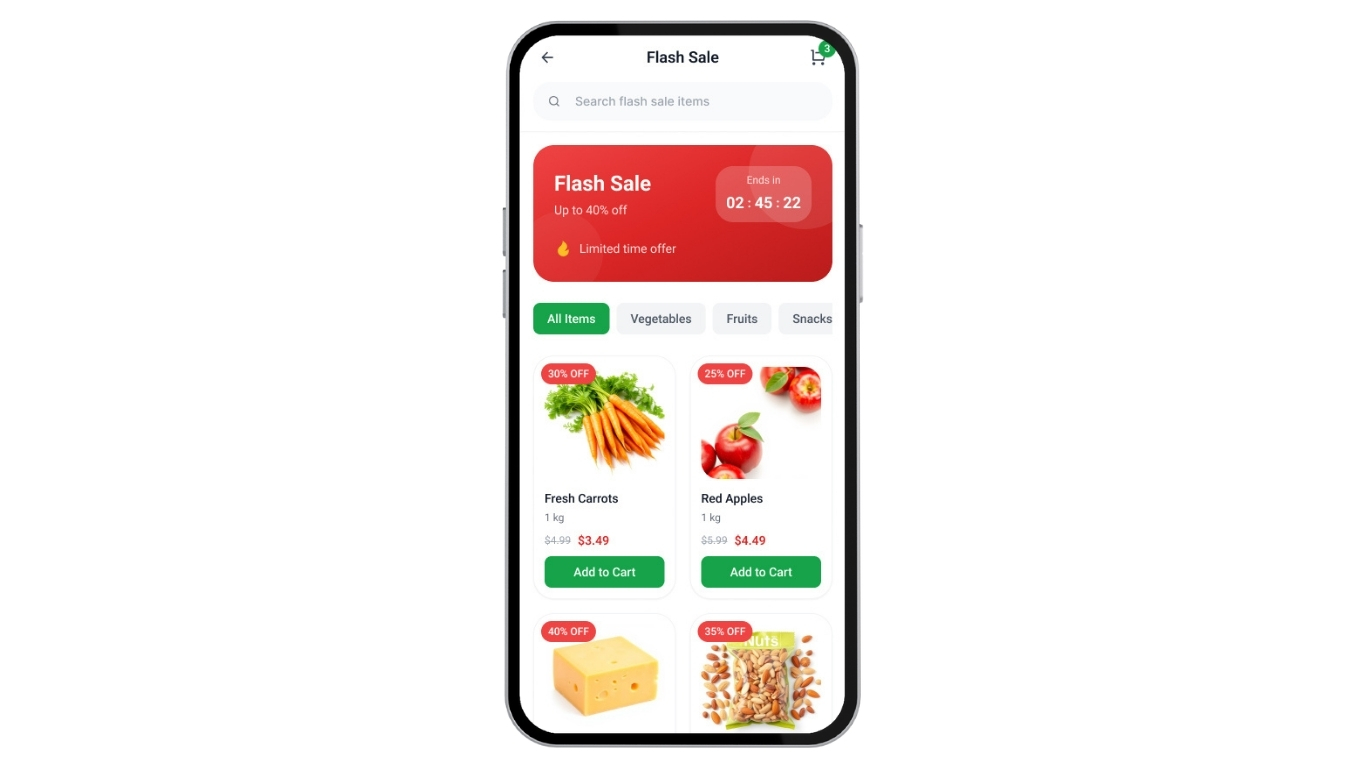 Flash Sale
3
Search flash sale items
Flash Sale
Up to 40% off
Ends in
02 : 45 : 22
Limited time offer
All Items
Vegetables
Fruits
Snacks
30% OFF
Fresh Carrots
1 kg
$4.99 $3.49
Add to Cart
25% OFF
Red Apples
1 kg
$5.99 $4.49
Add to Cart
40% OFF
35% OFF
Nuts